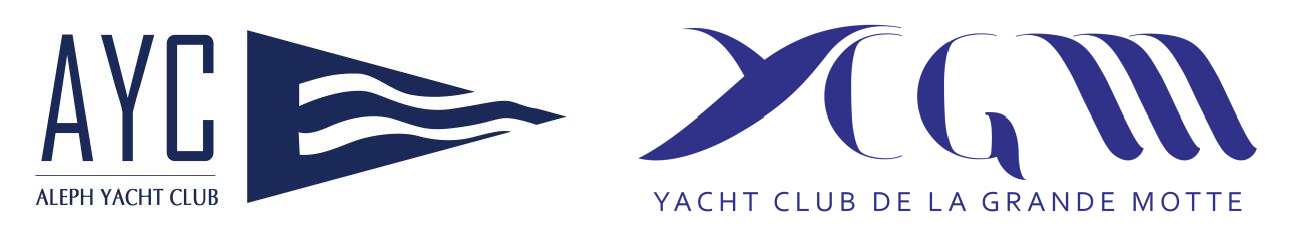 AYC
ALEPH YACHT CLUB
YCGM
YACHT CLUB DE LA GRANDE MOTTE